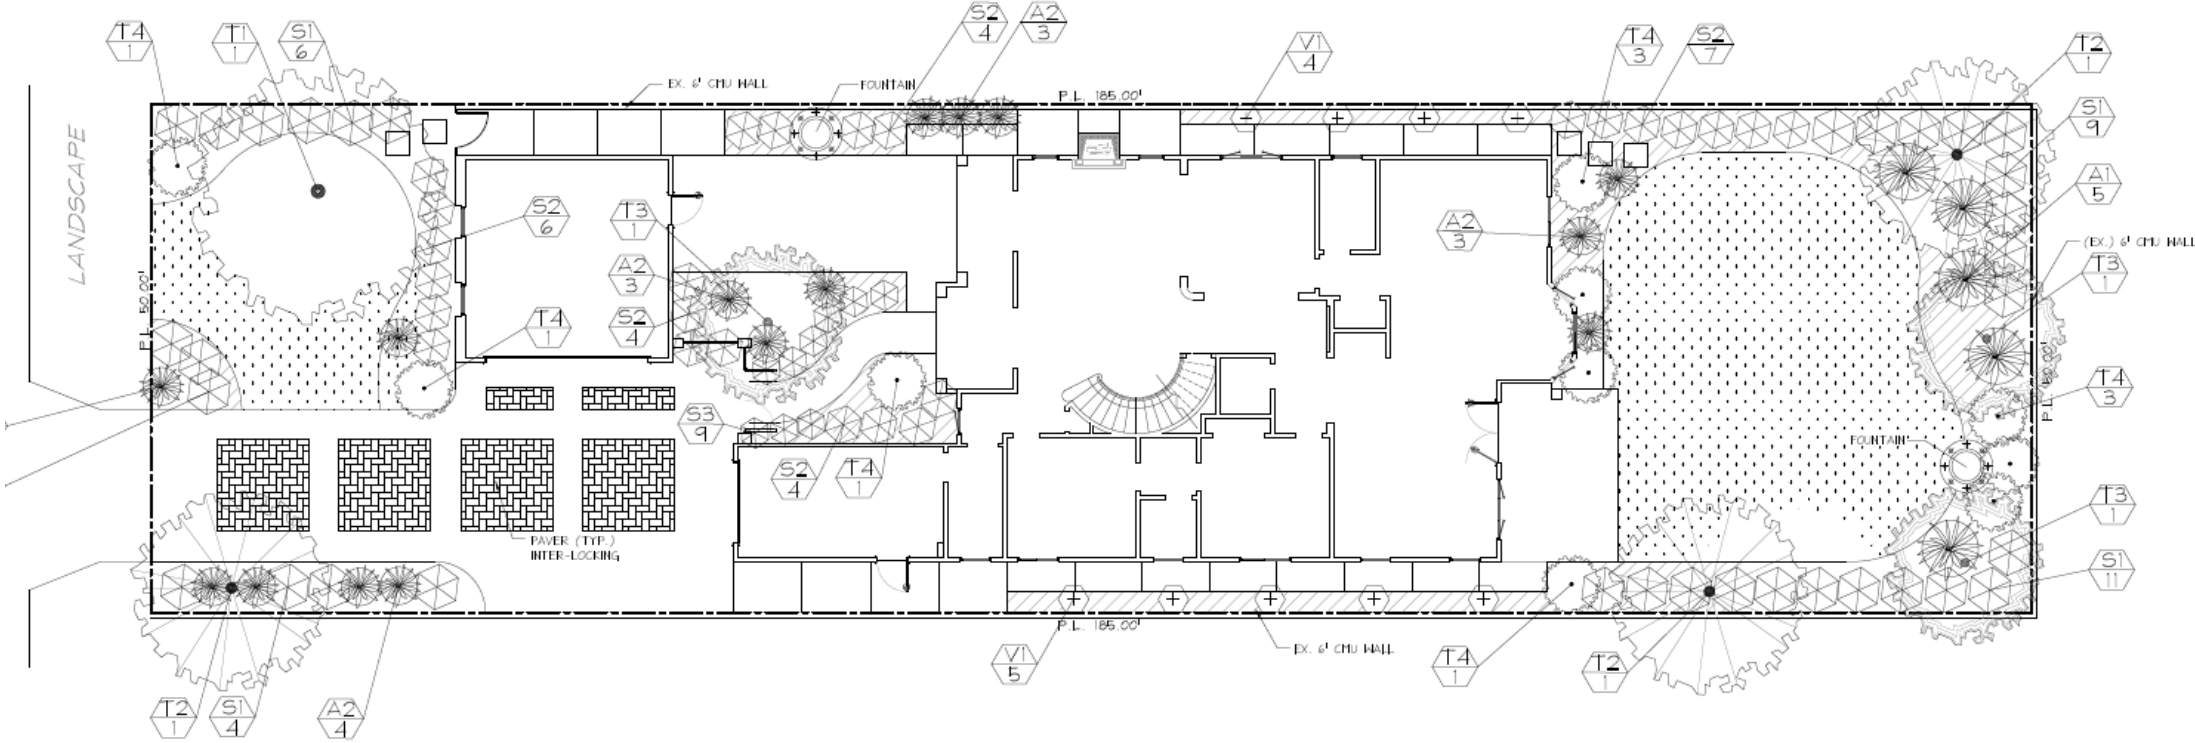 T4
1
T1
1
S1
6
S2
4
A2
3
V1
4
T4
3
S2
7
T2
1
EX. 6' CMU WALL
FOUNTAIN
P.L. 185.00'
S1
9
LANDSCAPE
A1
5
S2
6
T3
1
A2
3
(EX.) 6' CMU WALL
A2
3
T3
1
P.L. 50.00'
S2
4
T4
1
P.L. 50.00'
T4
3
S3
9
FOUNTAIN
S2
4
T4
1
T3
1
PAVER (TYP.)
INTER-LOCKING
S1
11
P.L. 185.00'
EX. 6' CMU WALL
V1
5
T4
1
T2
1
T2
1
S1
4
A2
4